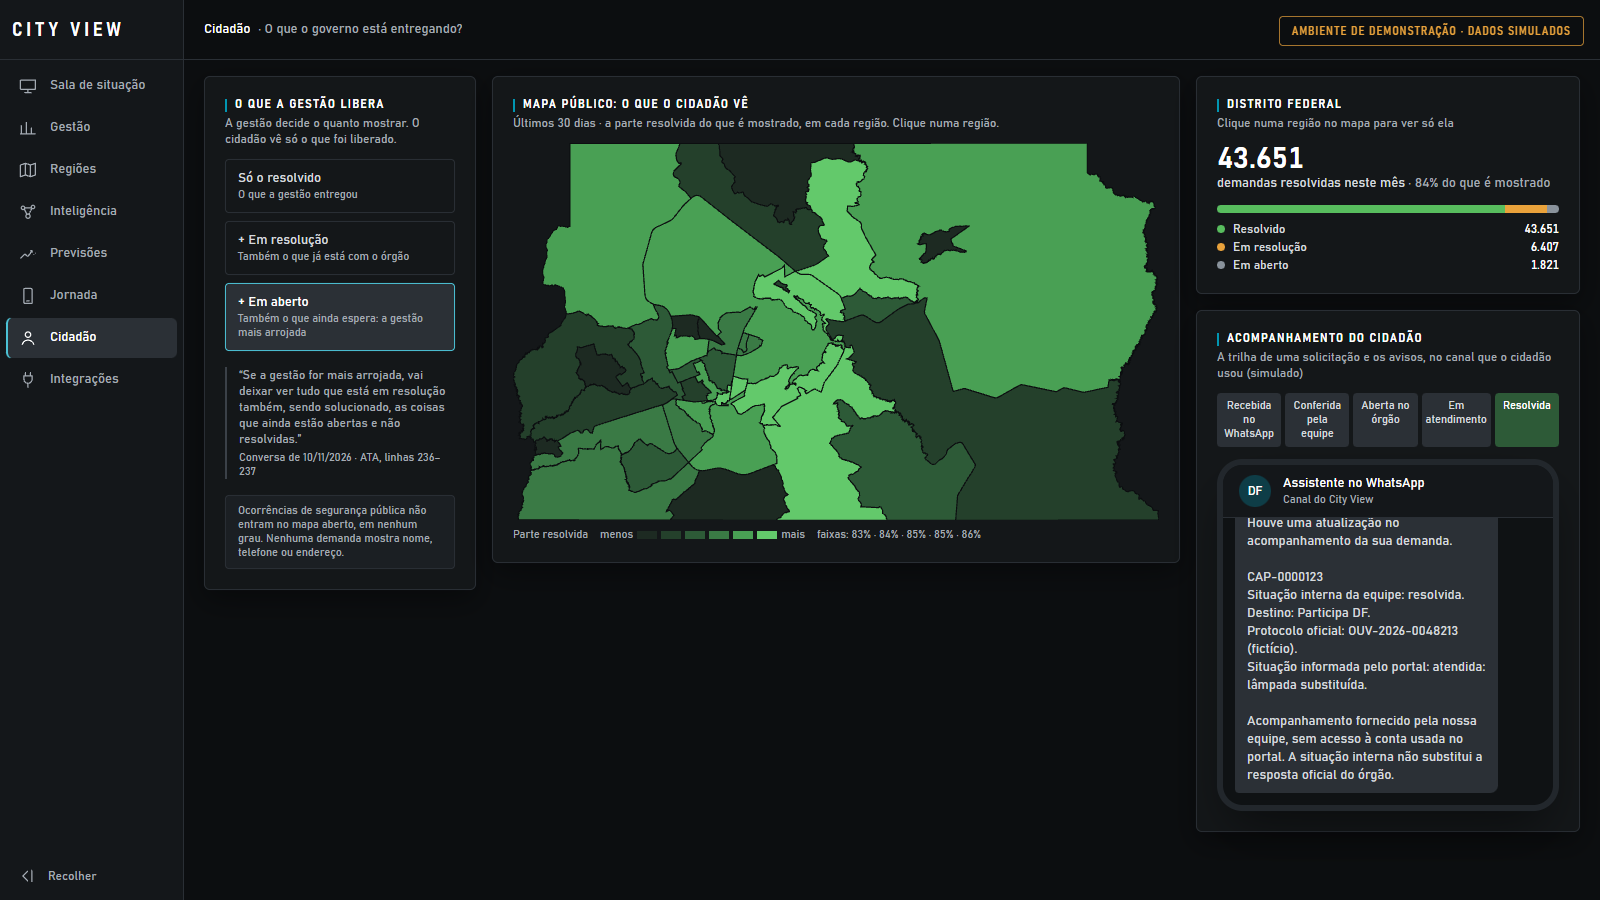 CITY VIEW
Cidadão · O que o governo está entregando?
AMBIENTE DE DEMONSTRAÇÃO · DADOS SIMULADOS
Sala de situação
Gestão
Regiões
Inteligência
Previsões
Jornada
Cidadão
Integrações
Recolher
O QUE A GESTÃO LIBERA
A gestão decide o quanto mostrar. O
cidadão vê só o que foi liberado.
Só o resolvido
O que a gestão entregou
+ Em resolução
Também o que já está com o órgão
+ Em aberto
Também o que ainda espera: a gestão
mais arrojada
"Se a gestão for mais arrojada, vai
deixar ver tudo que está em resolução
também, sendo solucionado, as coisas
que ainda estão abertas e não
resolvidas."
Conversa de 10/11/2026 · ATA, linhas 236–
237
Ocorrências de segurança pública não
entram no mapa aberto, em nenhum
grau. Nenhuma demanda mostra nome,
telefone ou endereço.
MAPA PÚBLICO: O QUE O CIDADÃO VÊ
Últimos 30 dias · a parte resolvida do que é mostrado, em cada região. Clique numa região.
Parte resolvida menos mais faixas: 83% · 84% · 85% · 85% · 86%
DISTRITO FEDERAL
Clique numa região no mapa para ver só ela
43.651
demandas resolvidas neste mês · 84% do que é mostrado
Resolvido 43.651
Em resolução 6.407
Em aberto 1.821
ACOMPANHAMENTO DO CIDADÃO
A trilha de uma solicitação e os avisos, no canal que o cidadão
usou (simulado)
Recebida
no
WhatsApp
Conferida
pela
equipe
Aberta no
órgão
Em
atendimento
Resolvida
DF
Assistente no WhatsApp
Canal do City View
Houve uma atualização no
acompanhamento da sua demanda.
CAP-0000123
Situação interna da equipe: resolvida.
Destino: Participa DF.
Protocolo oficial: OUV-2026-0048213
(fictício).
Situação informada pelo portal: atendida:
lâmpada substituída.
Acompanhamento fornecido pela nossa
equipe, sem acesso à conta usada no
portal. A situação interna não substitui a
resposta oficial do órgão.